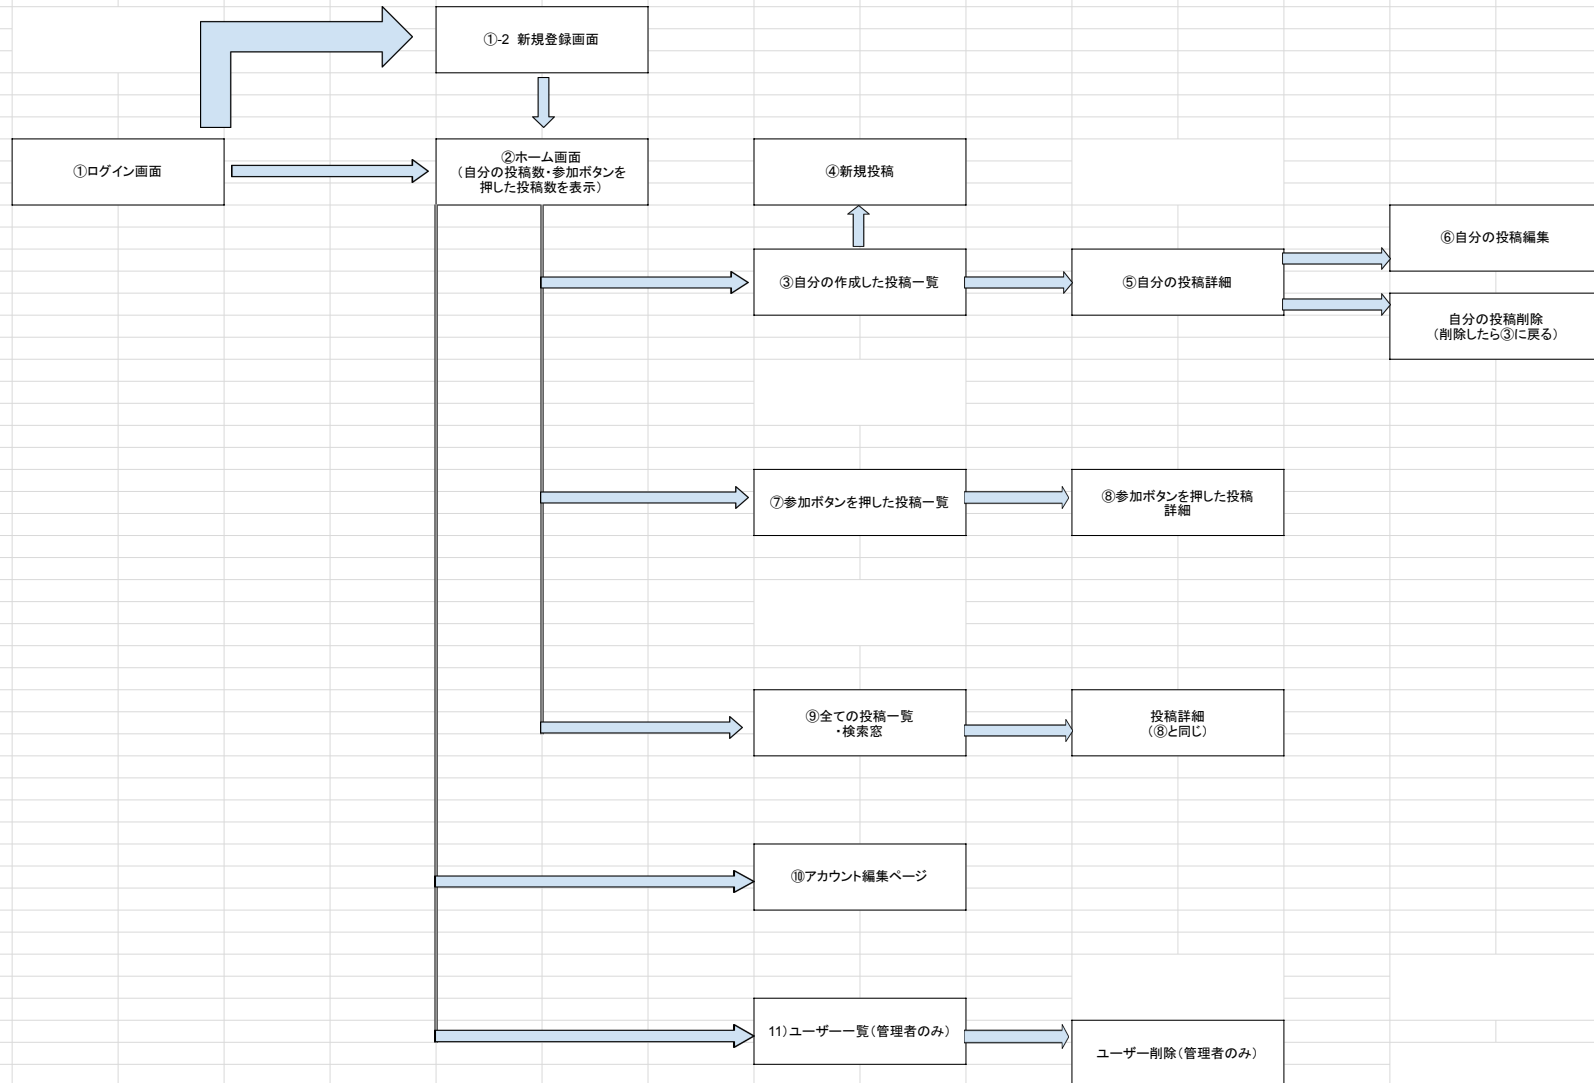 ①-2 新規登録画面
①ログイン画面
②ホーム画面
（自分の投稿数・参加ボタンを
押した投稿数を表示）
④新規投稿
⑥自分の投稿編集
③自分の作成した投稿一覧
⑤自分の投稿詳細
自分の投稿削除
（削除したら③に戻る）
⑦参加ボタンを押した投稿一覧
⑧参加ボタンを押した投稿
詳細
⑨全ての投稿一覧
・検索窓
投稿詳細
（⑧と同じ）
⑩アカウント編集ページ
11）ユーザー一覧（管理者のみ）
ユーザー削除（管理者のみ）